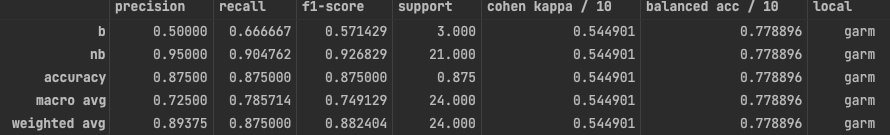 precision recall f1-score support cohen kappa / 10 balanced acc / 10 local
b 0.50000 0.666667 0.571429 3.000 0.544901 0.778896 garm
nb 0.95000 0.904762 0.926829 21.000 0.544901 0.778896 garm
accuracy 0.87500 0.875000 0.875000 0.875 0.544901 0.778896 garm
macro avg 0.72500 0.785714 0.749129 24.000 0.544901 0.778896 garm
weighted avg 0.89375 0.875000 0.882404 24.000 0.544901 0.778896 garm